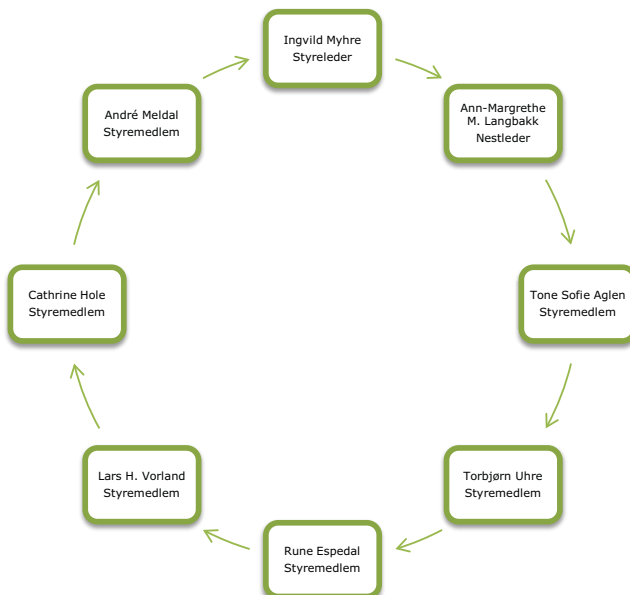 Ingvild Myhre
Styreleder
Ann-Margrethe
M. Langbakk
Nestleder
Tone Sofie Aglen
Styremedlem
Torbjørn Uhre
Styremedlem
Rune Espedal
Styremedlem
Lars H. Vorland
Styremedlem
Cathrine Hole
Styremedlem
André Meldal
Styremedlem